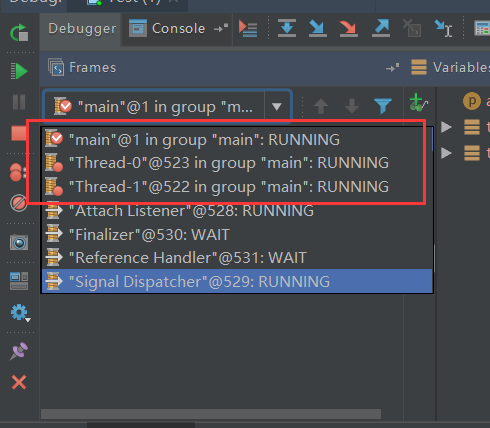 Debug: Test (1)
Debugger Console
Frames Variables
"main"@1 in group "m...
"main"@1 in group "main": RUNNING
"Thread-0"@523 in group "main": RUNNING
"Thread-1"@522 in group "main": RUNNING
"Attach Listener"@528: RUNNING
"Finalizer"@530: WAIT
"Reference Handler"@531: WAIT
"Signal Dispatcher"@529: RUNNING